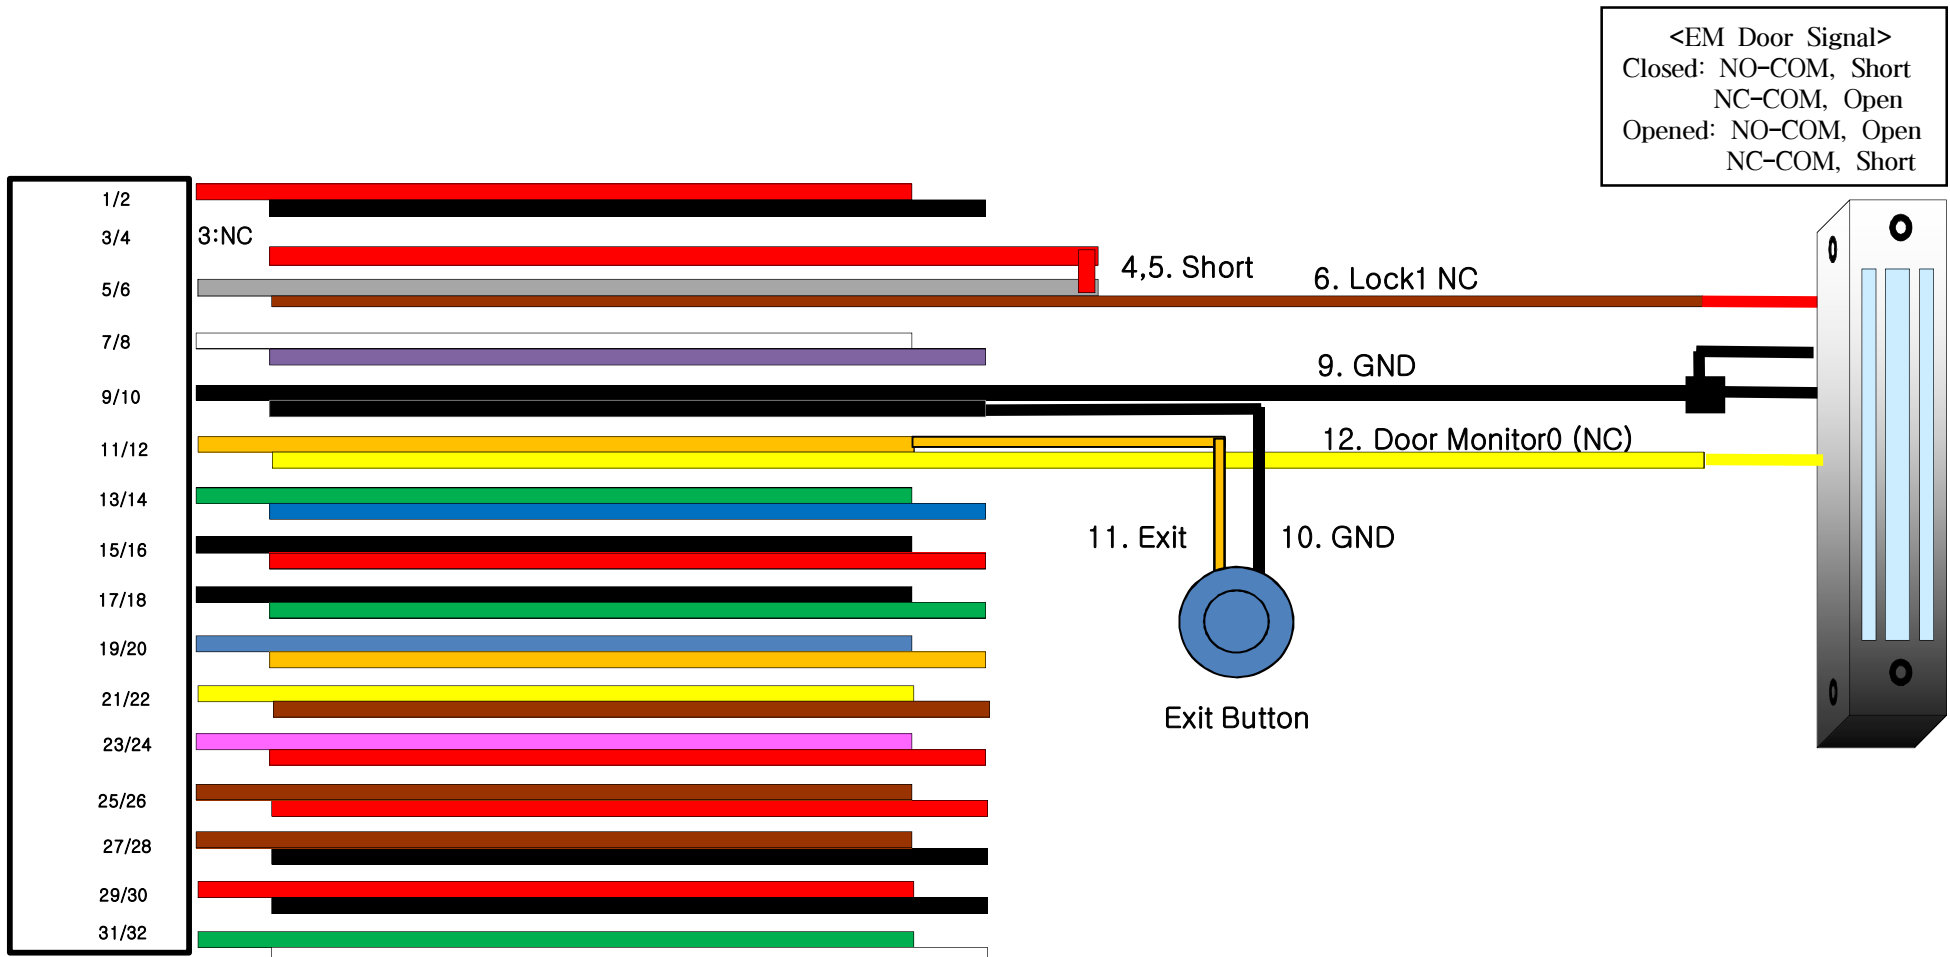 <EM Door Signal>
Closed: NO-COM, Short
NC-COM, Open
Opened: NO-COM, Open
NC-COM, Short
1/2
3/4
3:NC
4,5. Short
6. Lock1 NC
5/6
7/8
9. GND
9/10
12. Door Monitor0 (NC)
11/12
13/14
11. Exit
10. GND
15/16
17/18
19/20
21/22
Exit Button
23/24
25/26
27/28
29/30
31/32